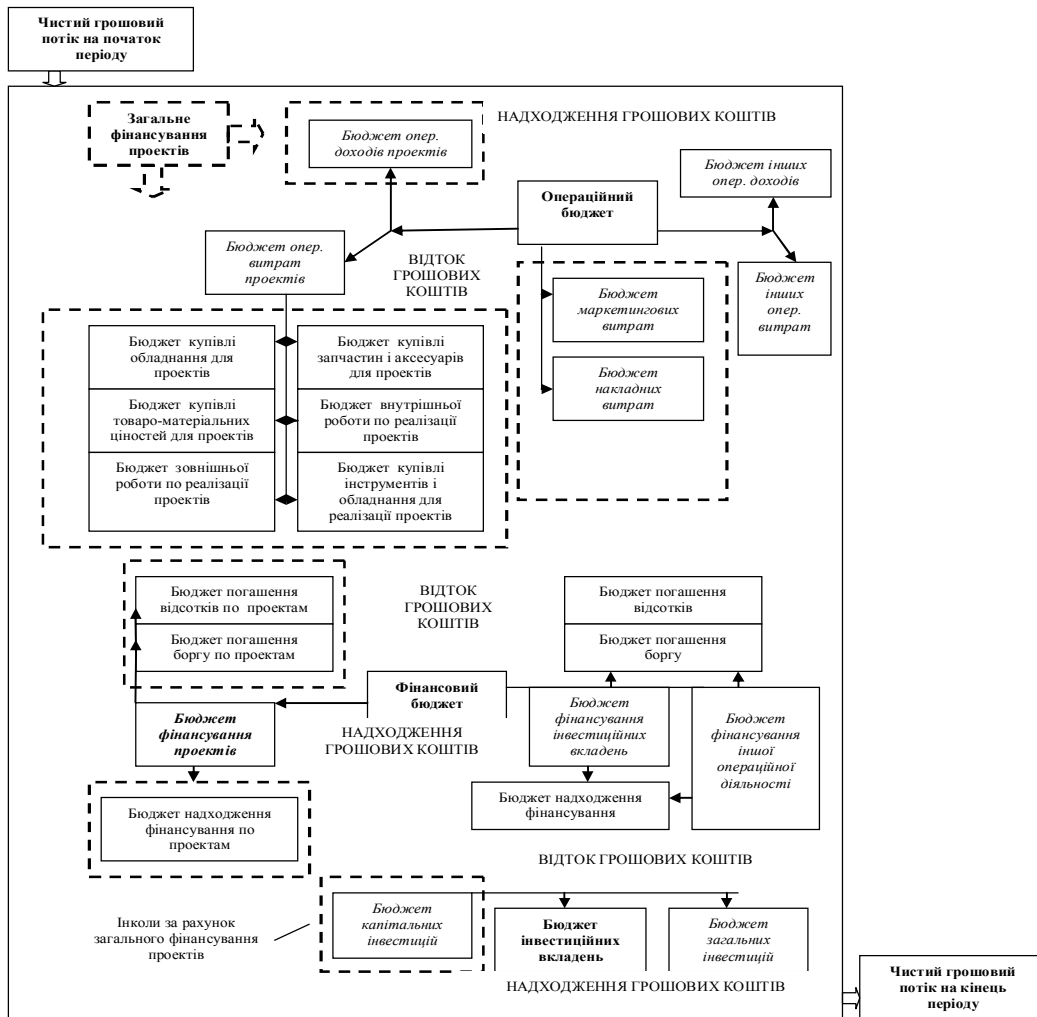 Чистий грошовий
потік на початок
періоду
Загальне
фінансування
проектів
НАДХОДЖЕННЯ ГРОШОВИХ КОШТІВ
Бюджет опер.
доходів проектів
Бюджет інших
опер. доходів
Операційний
бюджет
Бюджет опер.
витрат
проектів
ВІДТОК
ГРОШОВИХ
КОШТІВ
Бюджет
маркетингових
витрат
Бюджет
інших
опер.
витрат
Бюджет купівлі
обладнання для
проектів
Бюджет купівлі
запчастин і аксесуарів
для проектів
Бюджет
накладних
витрат
Бюджет купівлі
товаро-матеріальних
ціностей для проектів
Бюджет внутрішньої
роботи по реалізації
проектів
Бюджет зовнішньої
роботи по реалізації
проектів
Бюджет купівлі
інструментів і
обладнання для
реалізації проектів
Бюджет погашення
відсотків по проектам
ВІДТОК
ГРОШОВИХ
КОШТІВ
Бюджет погашення
відсотків
Бюджет погашення
боргу по проектам
Бюджет погашення
боргу
Фінансовий
бюджет
Бюджет
фінансування
проектів
НАДХОДЖЕННЯ
ГРОШОВИХ КОШТІВ
Бюджет
фінансування
інвестиційних
вкладень
Бюджет
фінансування
іншої
операційної
діяльності
Бюджет надходження
фінансування
Бюджет надходження
фінансування по
проектам
ВІДТОК ГРОШОВИХ КОШТІВ
Інколи за рахунок
загального фінансування
проектів
Бюджет
капітальних
інвестицій
Бюджет
інвестиційних
вкладень
Бюджет
загальних
інвестицій
НАДХОДЖЕННЯ ГРОШОВИХ КОШТІВ
Чистий грошовий
потік на кінець
періоду